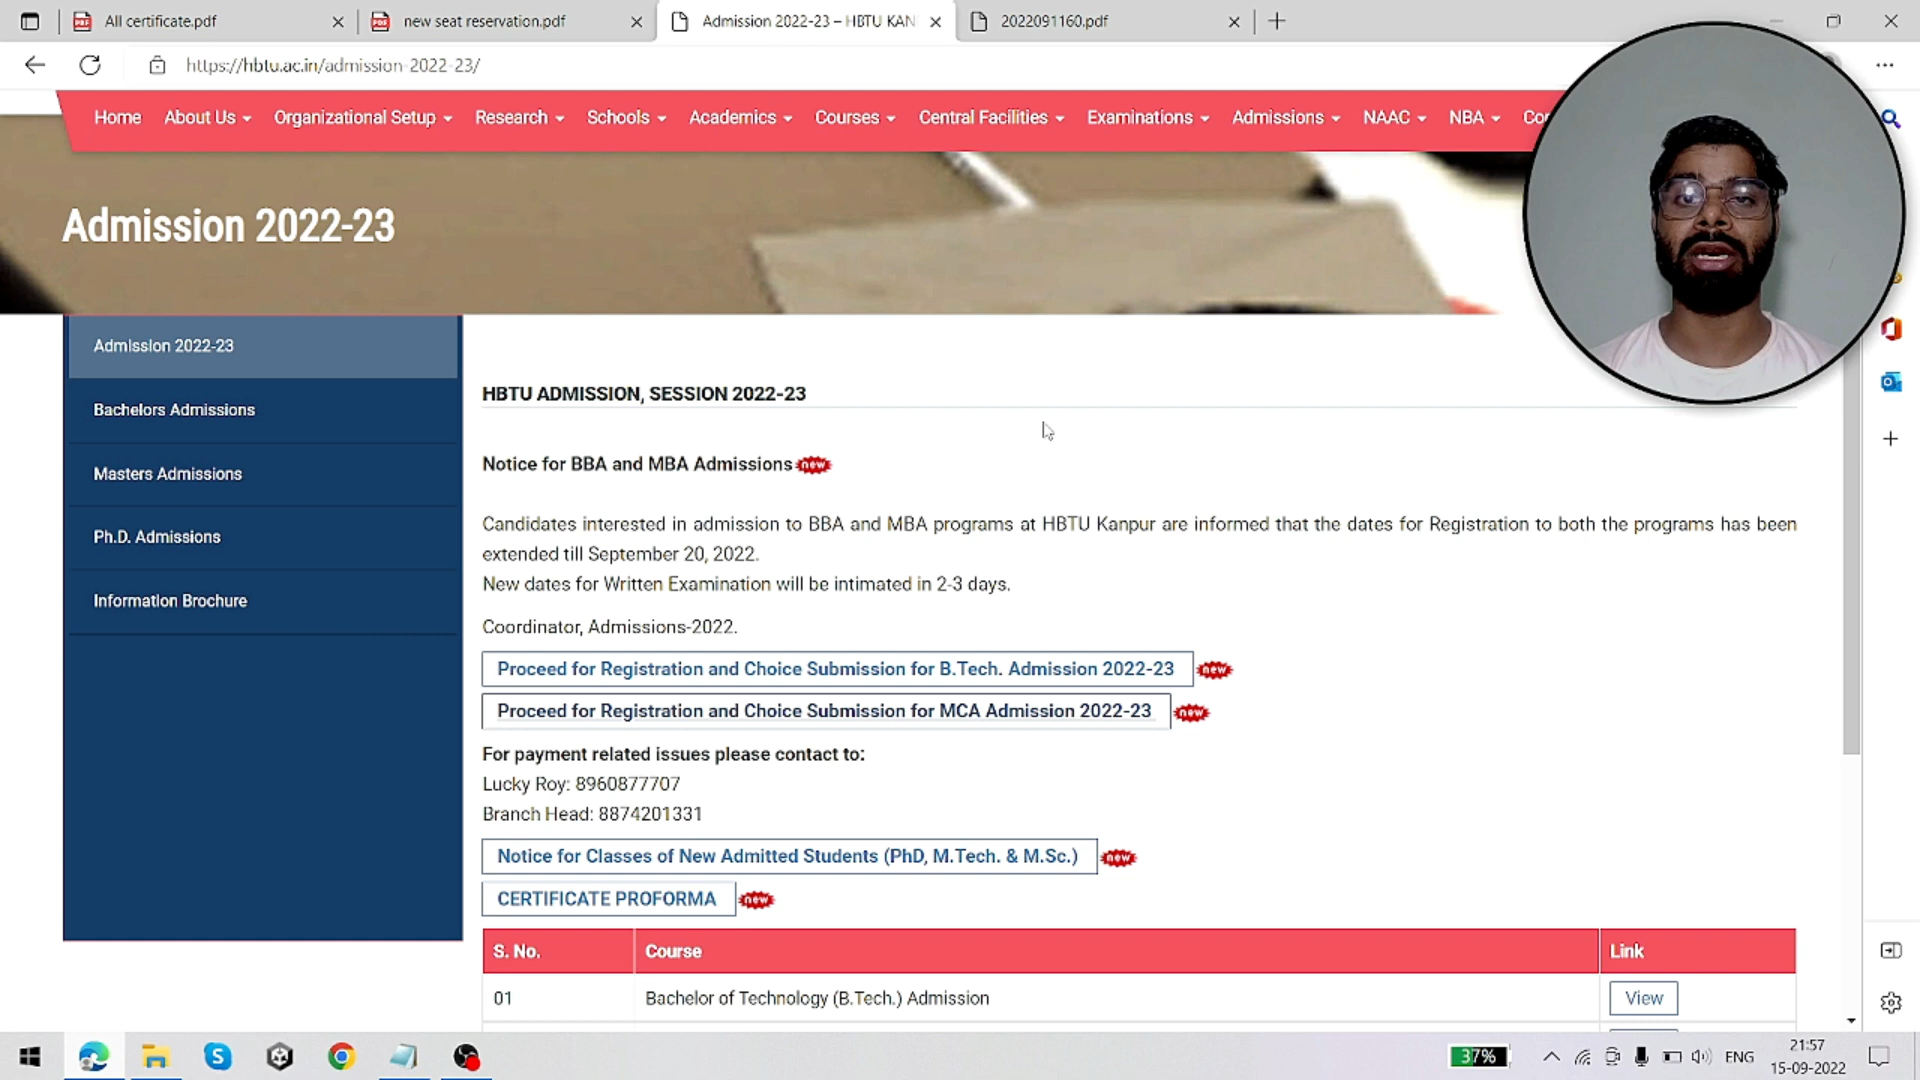 All certificate.pdf
new seat reservation.pdf
Admission 2022-23 – HBTU KAN
2022091160.pdf
https://hbtu.ac.in/admission-2022-23/
Home About Us Organizational Setup Research Schools Academics Courses Central Facilities Examinations Admissions NAAC NBA Co
Admission 2022-23
Admission 2022-23
Bachelors Admissions
Masters Admissions
Ph.D. Admissions
Information Brochure
HBTU ADMISSION, SESSION 2022-23
Notice for BBA and MBA Admissions new
Candidates interested in admission to BBA and MBA programs at HBTU Kanpur are informed that the dates for Registration to both the programs has been
extended till September 20, 2022.
New dates for Written Examination will be intimated in 2-3 days.
Coordinator, Admissions-2022.
Proceed for Registration and Choice Submission for B.Tech. Admission 2022-23 new
Proceed for Registration and Choice Submission for MCA Admission 2022-23 new
For payment related issues please contact to:
Lucky Roy: 8960877707
Branch Head: 8874201331
Notice for Classes of New Admitted Students (PhD, M.Tech. & M.Sc.) new
CERTIFICATE PROFORMA new
S. No. Course Link
01 Bachelor of Technology (B.Tech.) Admission View
37% ENG 21:57
15-09-2022